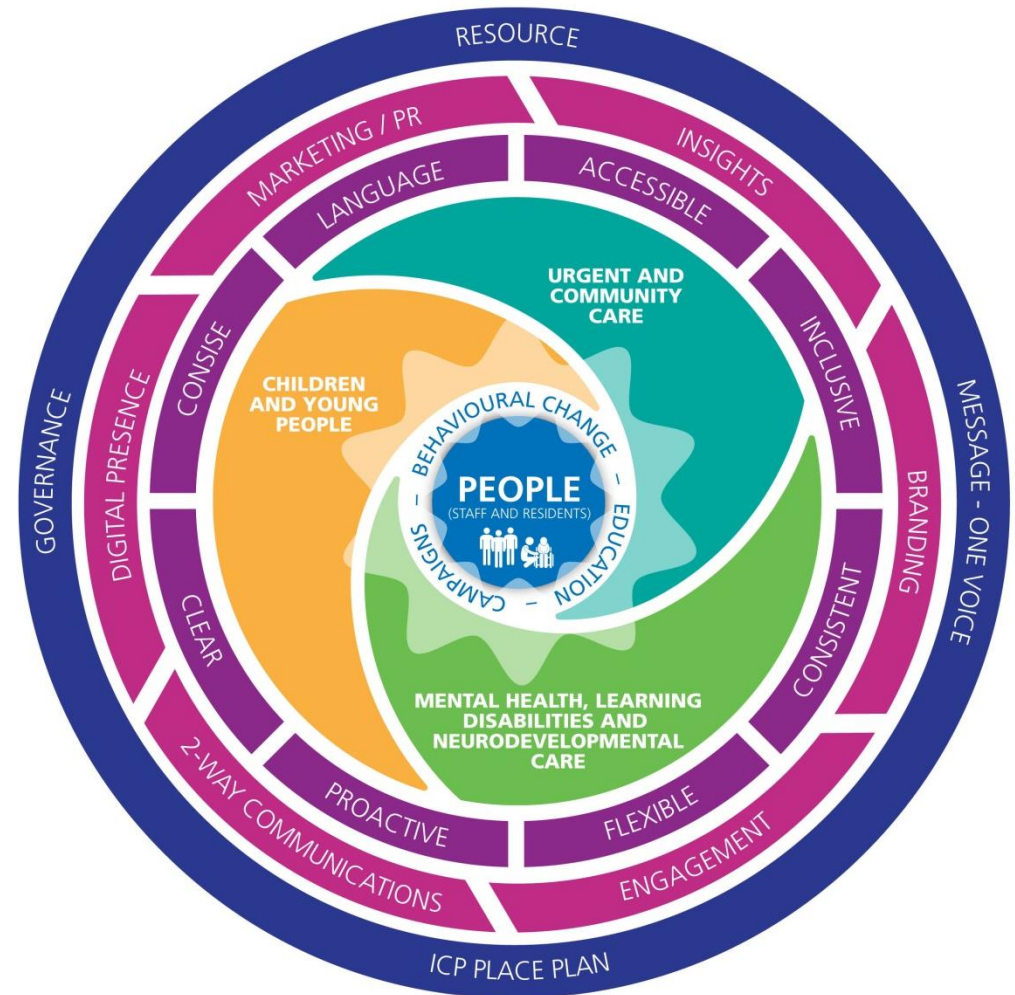 RESOURCE
MESSAGE - ONE VOICE
ICP PLACE PLAN
GOVERNANCE
MARKETING / PR
INSIGHTS
BRANDING
ENGAGEMENT
2-WAY COMMUNICATIONS
DIGITAL PRESENCE
LANGUAGE
ACCESSIBLE
INCLUSIVE
CONSISTENT
FLEXIBLE
PROACTIVE
CLEAR
CONSISE
URGENT AND
COMMUNITY
CARE
CHILDREN
AND YOUNG
PEOPLE
MENTAL HEALTH, LEARNING
DISABILITIES AND
NEURODEVELOPMENTAL
CARE
BEHAVIOURAL CHANGE – EDUCATION – CAMPAIGNS –
PEOPLE
(STAFF AND RESIDENTS)